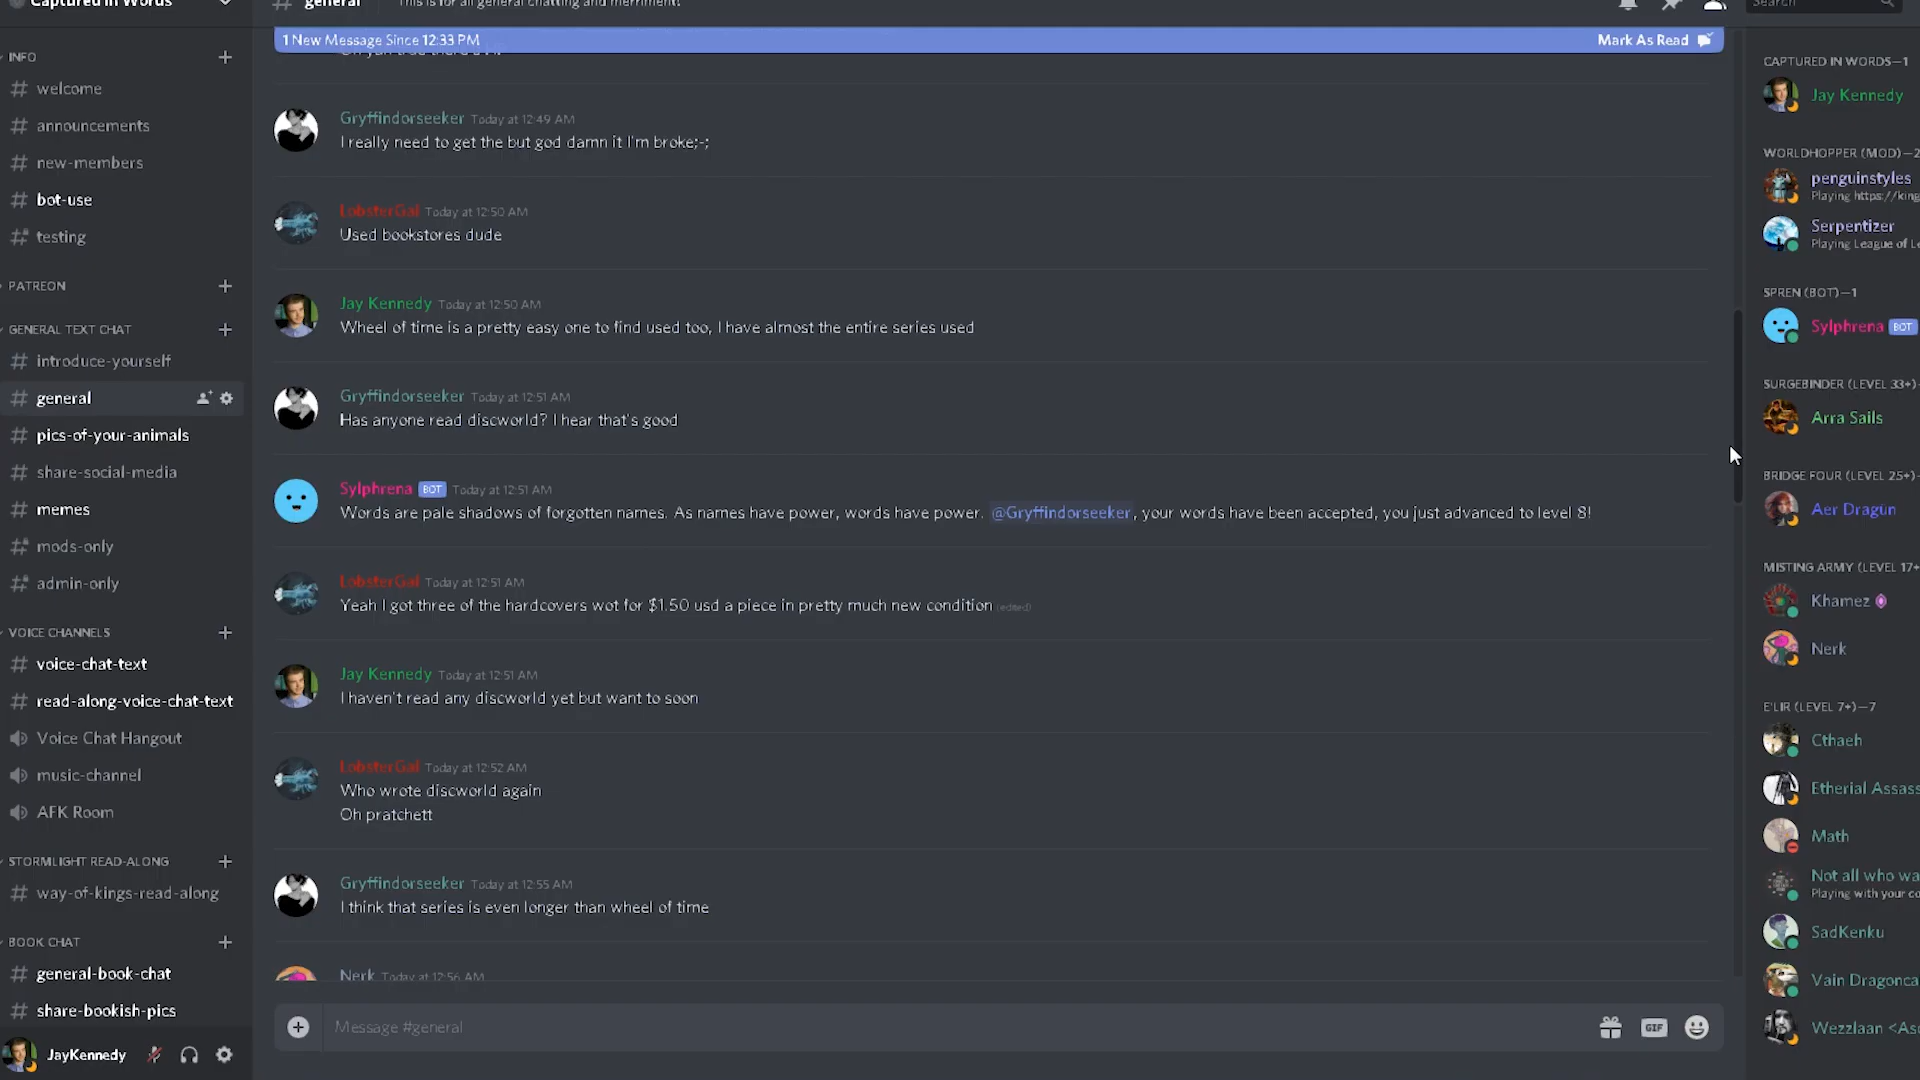 Captured in Words
INFO
welcome
announcements
new-members
bot-use
testing
PATREON
GENERAL TEXT CHAT
introduce-yourself
general
pics-of-your-animals
share-social-media
memes
mods-only
admin-only
VOICE CHANNELS
voice-chat-text
read-along-voice-chat-text
Voice Chat Hangout
music-channel
AFK Room
STORMLIGHT READ-ALONG
way-of-kings-read-along
BOOK CHAT
general-book-chat
share-bookish-pics
JayKennedy
# general This is for all general chatting and merriment!
Search
1 New Message Since 12:33 PM Mark As Read
Gryffindorseeker Today at 12:49 AM
I really need to get the but god damn it I'm broke;-;
LobsterGal Today at 12:50 AM
Used bookstores dude
Jay Kennedy Today at 12:50 AM
Wheel of time is a pretty easy one to find used too, I have almost the entire series used
Gryffindorseeker Today at 12:51 AM
Has anyone read discworld? I hear that's good
Sylphrena BOT Today at 12:51 AM
Words are pale shadows of forgotten names. As names have power, words have power. @Gryffindorseeker, your words have been accepted, you just advanced to level 8!
LobsterGal Today at 12:51 AM
Yeah I got three of the hardcovers wot for $1.50 usd a piece in pretty much new condition (edited)
Jay Kennedy Today at 12:51 AM
I haven't read any discworld yet but want to soon
LobsterGal Today at 12:52 AM
Who wrote discworld again
Oh pratchett
Gryffindorseeker Today at 12:55 AM
I think that series is even longer than wheel of time
Nerk Today at 12:56 AM
Message #general
GIF
CAPTURED IN WORDS—1
Jay Kennedy
WORLDHOPPER (MOD)—2
penguinstyles
Playing https://king
Serpentizer
Playing League of Le
SPREN (BOT)—1
Sylphrena BOT
SURGEBINDER (LEVEL 33+)-
Arra Sails
BRIDGE FOUR (LEVEL 25+)-
Aer Dragün
MISTING ARMY (LEVEL 17+
Khamez
Nerk
E'LIR (LEVEL 7+)—7
Cthaeh
Etherial Assass
Math
Not all who wa
Playing with your co
SadKenku
Vain Dragonca
Wezzlaan <Asc